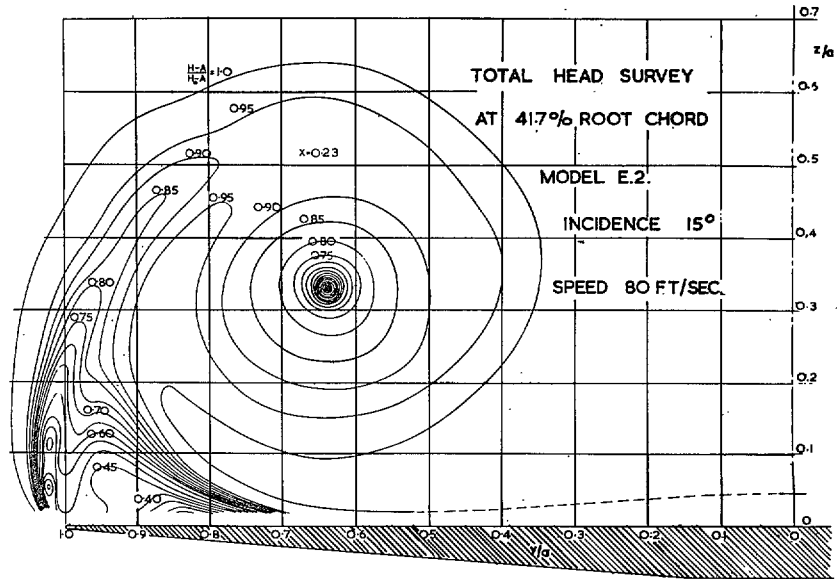 0.7
z/a
H-A
H₀-A = 1.0
TOTAL HEAD SURVEY
0.6
0.95
AT 41.7% ROOT CHORD
0.90
X=0.23
0.5
0.85
0.95
0.90
MODEL E.2.
0.85
INCIDENCE 15°
0.80
0.4
0.75
0.80
SPEED 80 FT/SEC.
0.75
0.3
0.2
0.70
0.60
0.1
0.45
0.40
0
1.0 0.9 0.8 0.7 0.6 0.5 0.4 0.3 0.2 0.1 0
Y/a